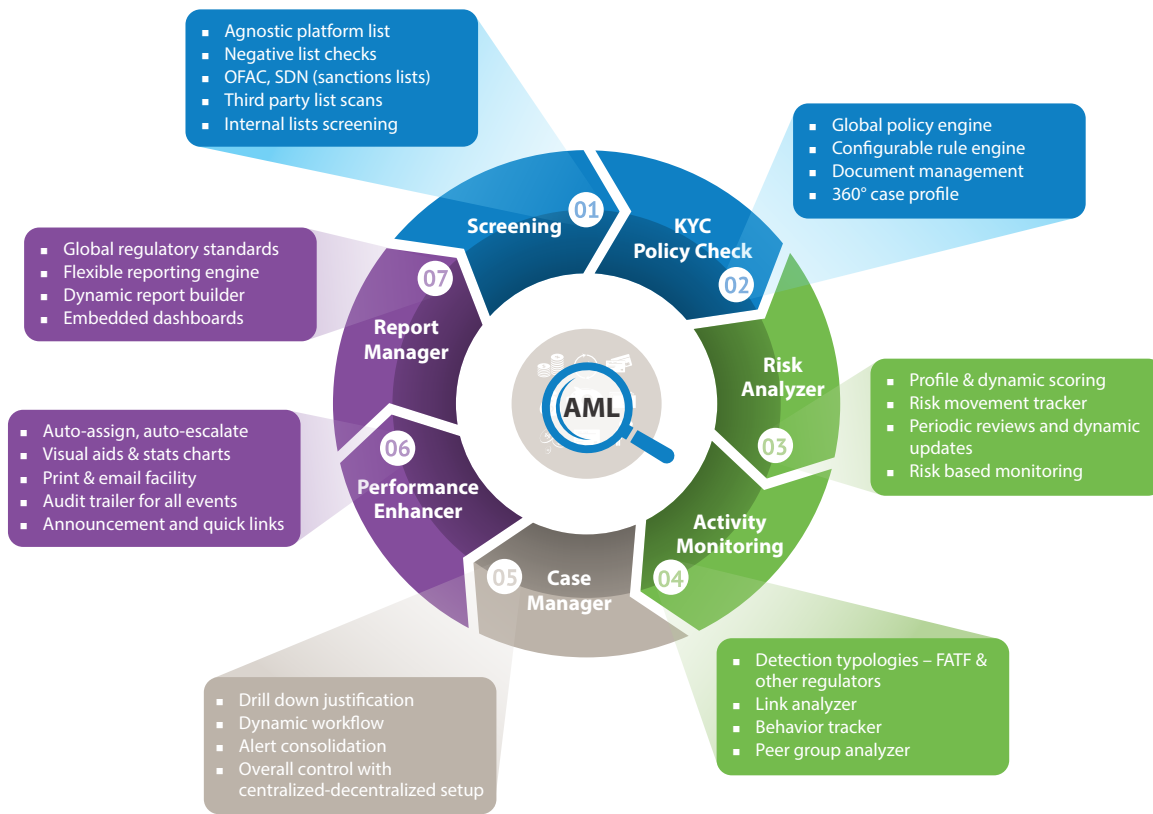 ▪ Agnostic platform list
▪ Negative list checks
▪ OFAC, SDN (sanctions lists)
▪ Third party list scans
▪ Internal lists screening
01
Screening
▪ Global policy engine
▪ Configurable rule engine
▪ Document management
▪ 360° case profile
KYC
Policy Check
02
Risk
Analyzer
03
▪ Profile & dynamic scoring
▪ Risk movement tracker
▪ Periodic reviews and dynamic
updates
▪ Risk based monitoring
Activity
Monitoring
04
▪ Detection typologies – FATF &
other regulators
▪ Link analyzer
▪ Behavior tracker
▪ Peer group analyzer
05
Case
Manager
▪ Drill down justification
▪ Dynamic workflow
▪ Alert consolidation
▪ Overall control with
centralized-decentralized setup
06
Performance
Enhancer
▪ Auto-assign, auto-escalate
▪ Visual aids & stats charts
▪ Print & email facility
▪ Audit trailer for all events
▪ Announcement and quick links
07
Report
Manager
▪ Global regulatory standards
▪ Flexible reporting engine
▪ Dynamic report builder
▪ Embedded dashboards
AML